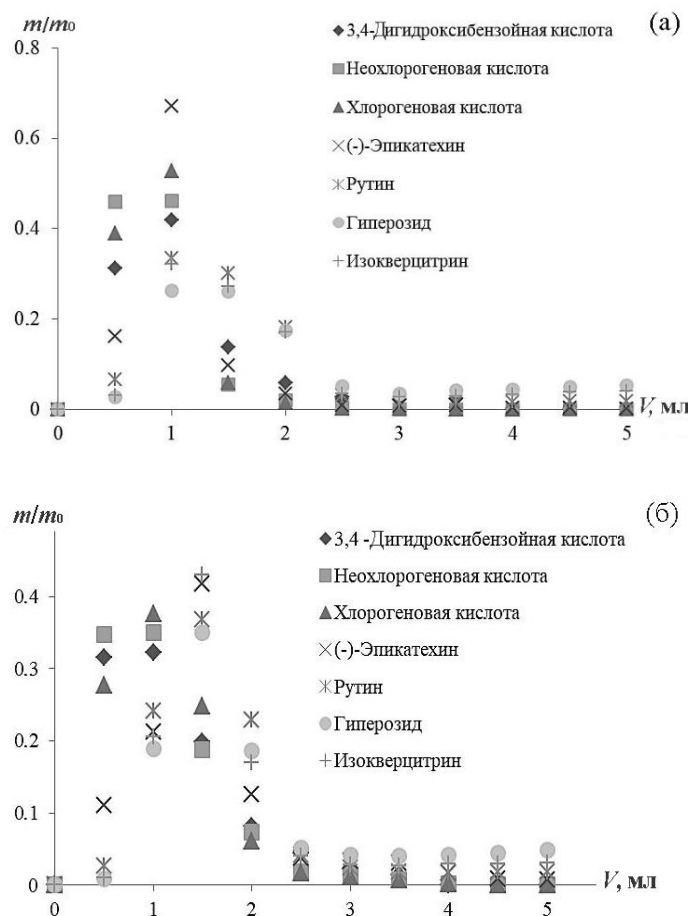 (а)
m/m₀
3,4-Дигидроксибензойная кислота
Неохлорогеновая кислота
Хлорогеновая кислота
(-)-Эпикатехин
Рутин
Гиперозид
Изокверцитрин
0.8
0.6
0.4
0.2
0
0 1 2 3 4 5
V, мл
(б)
m/m₀
3,4 -Дигидроксибензойная кислота
Неохлорогеновая кислота
Хлорогеновая кислота
(-)-Эпикатехин
Рутин
Гиперозид
Изокверцитрин
0.4
0.3
0.2
0.1
0
0 1 2 3 4 5
V, мл